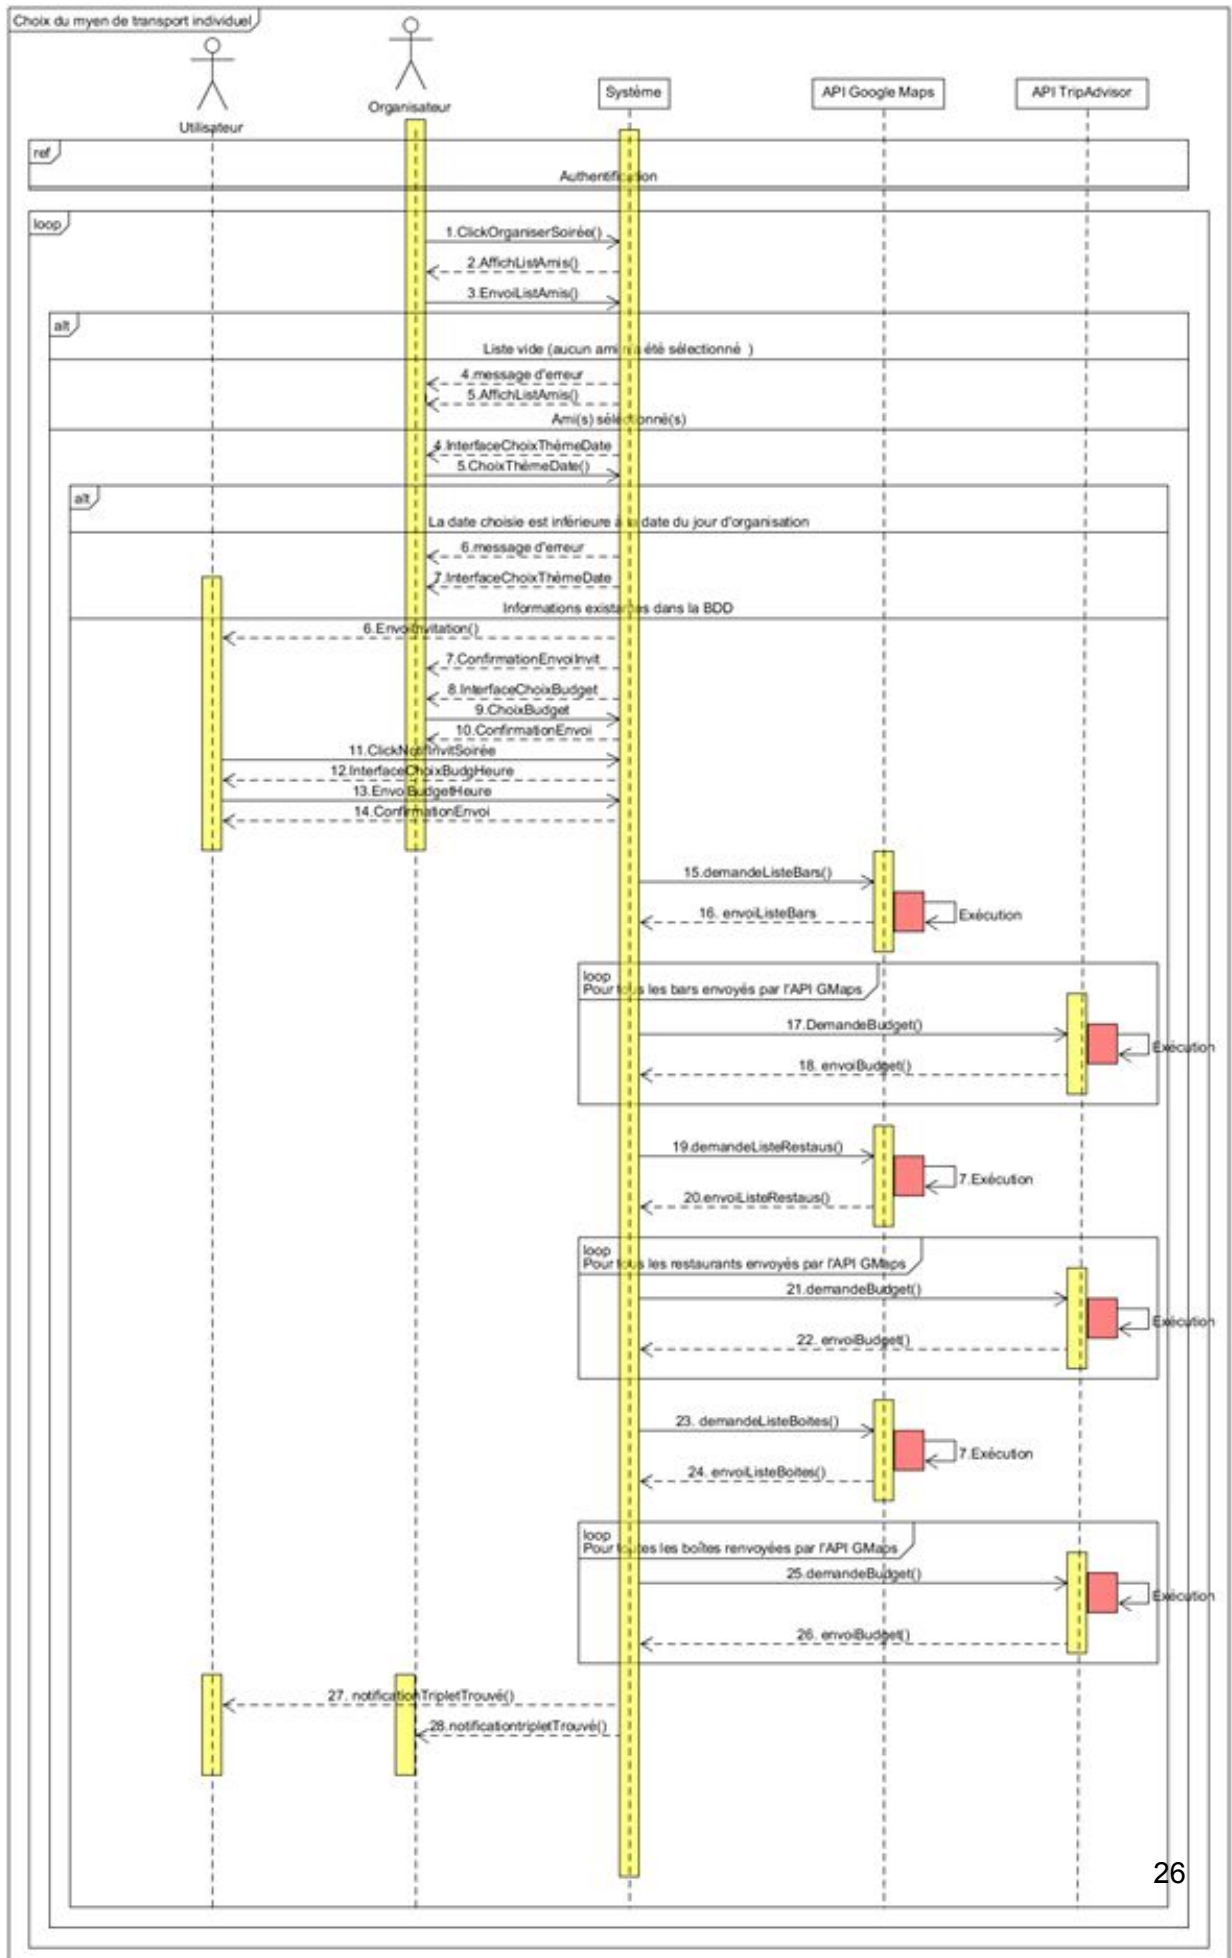 Choix du myen de transport individuel
Utilisateur
Organisateur
Système
API Google Maps
API TripAdvisor
ref
Authentification
loop
1.ClickOrganiserSoirée()
2.AffichListAmis()
3.EnvoiListAmis()
alt
Liste vide (aucun ami n'a été sélectionné )
4.message d'erreur
5.AffichListAmis()
Ami(s) sélectionné(s)
4.InterfaceChoixThèmeDate
5.ChoixThèmeDate()
alt
La date choisie est inférieure à la date du jour d'organisation
6.message d'erreur
7.InterfaceChoixThèmeDate
Informations existantes dans la BDD
6.EnvoiInvitation()
7.ConfirmationEnvoiInvit
8.InterfaceChoixBudget
9.ChoixBudget
10.ConfirmationEnvoi
11.ClickNotifInvitSoirée
12.InterfaceChoixBudgHeure
13.EnvoiBudgetHeure
14.ConfirmationEnvoi
15.demandeListeBars()
16. envoiListeBars
Exécution
loop
Pour tous les bars envoyés par l'API GMaps
17.DemandeBudget()
Exécution
18. envoiBudget()
19.demandeListeRestaus()
7.Exécution
20.envoiListeRestaus()
loop
Pour tous les restaurants envoyés par l'API GMaps
21.demandeBudget()
Exécution
22. envoiBudget()
23. demandeListeBoites()
7.Exécution
24. envoiListeBoites()
loop
Pour toutes les boîtes renvoyées par l'API GMaps
25.demandeBudget()
Exécution
26. envoiBudget()
27. notificationTripletTrouvé()
28.notificationtripletTrouvé()
26